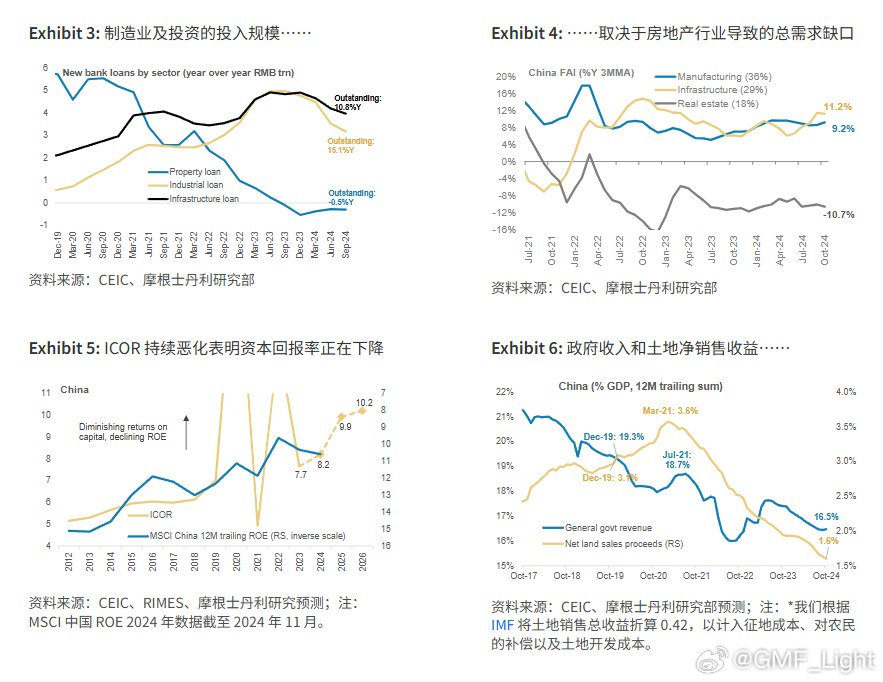 Exhibit 3: 制造业及投资的投入规模……
New bank loans by sector (year over year RMB trn)
6
5
4
3
2
1
0
-1
Outstanding:
10.8%Y
Outstanding:
15.1%Y
Outstanding:
-0.5%Y
Property loan
Industrial loan
Infrastructure loan
Dec-19
Mar-20
Jun-20
Sep-20
Dec-20
Mar-21
Jun-21
Sep-21
Dec-21
Mar-22
Jun-22
Sep-22
Dec-22
Mar-23
Jun-23
Sep-23
Dec-23
Mar-24
Jun-24
Sep-24
资料来源：CEIC、摩根士丹利研究部
Exhibit 4: ……取决于房地产行业导致的总需求缺口
China FAI (%Y 3MMA)
Manufacturing (36%)
Infrastructure (29%)
Real estate (18%)
20%
16%
12%
8%
4%
0%
-4%
-8%
-12%
-16%
11.2%
9.2%
-10.7%
Jul-21
Oct-21
Jan-22
Apr-22
Jul-22
Oct-22
Jan-23
Apr-23
Jul-23
Oct-23
Jan-24
Apr-24
Jul-24
Oct-24
资料来源：CEIC、摩根士丹利研究部
Exhibit 5: ICOR 持续恶化表明资本回报率正在下降
China
11
10
9
8
7
6
5
4
7
8
9
10
11
12
13
14
15
16
Diminishing returns on
capital, declining ROE
10.2
9.9
8.2
7.7
ICOR
MSCI China 12M trailing ROE (RS, inverse scale)
2012
2013
2014
2015
2016
2017
2018
2019
2020
2021
2022
2023
2024
2025
2026
资料来源：CEIC、RIMES、摩根士丹利研究预测；注：
MSCI 中国 ROE 2024 年数据截至 2024 年 11 月。
Exhibit 6: 政府收入和土地净销售收益……
China (% GDP, 12M trailing sum)
22%
21%
20%
19%
18%
17%
16%
15%
4.0%
3.5%
3.0%
2.5%
2.0%
1.5%
Mar-21: 3.6%
Dec-19: 19.3%
Jul-21:
18.7%
Dec-19: 3.1%
16.5%
1.6%
General govt revenue
Net land sales proceeds (RS)
Oct-17
Oct-18
Oct-19
Oct-20
Oct-21
Oct-22
Oct-23
Oct-24
资料来源：CEIC、摩根士丹利研究部预测；注：*我们根据
IMF 将土地销售总收益折算 0.42，以计入征地成本、对农民
的补偿以及土地开发成本。
@GMF_Light